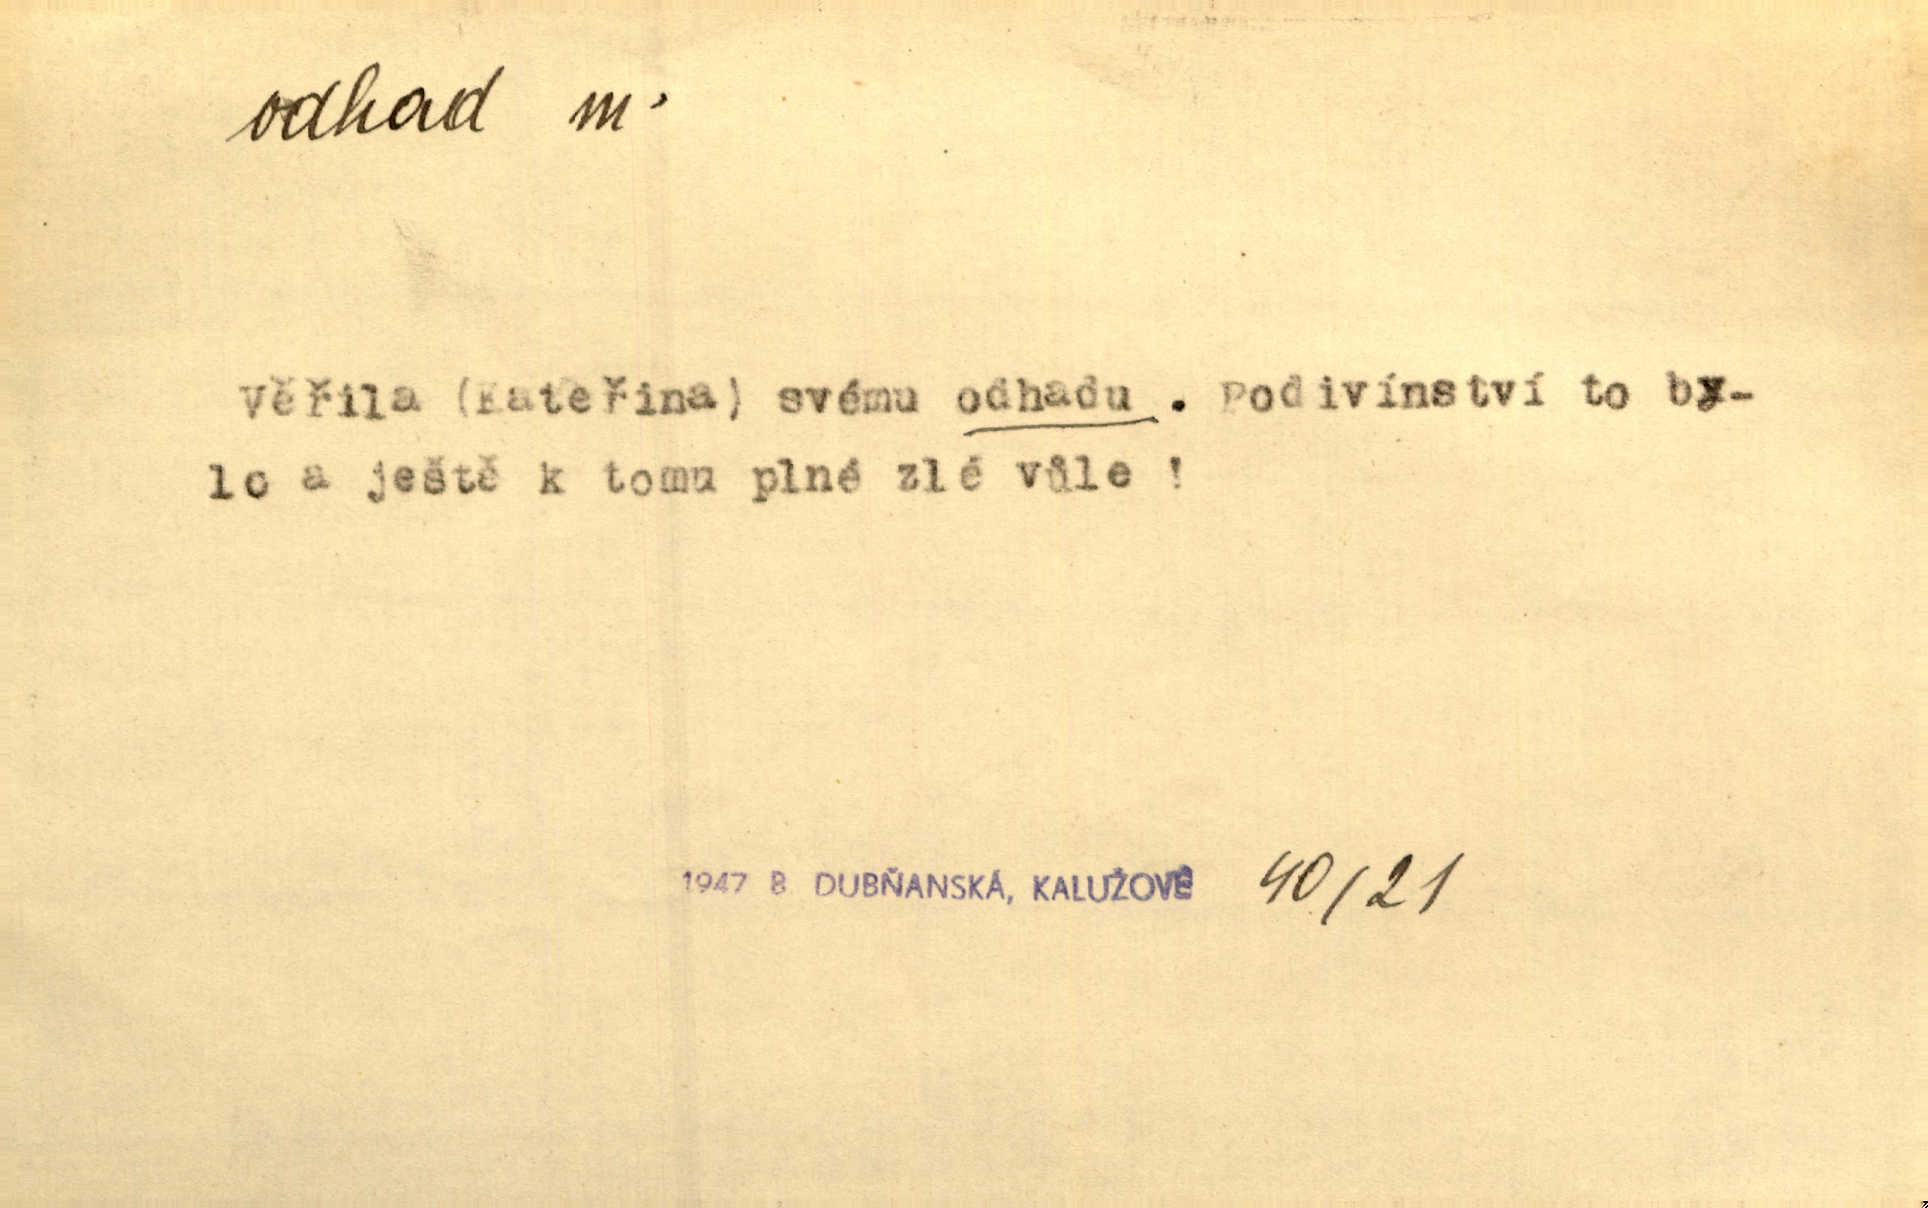 odhad m.
Věřila (Kateřina) svému odhadu . Podivínství to by-
lo a ještě k tomu plné zlé vůle !
1947 B. DUBŇANSKÁ, KALUŽOVÉ 40/21